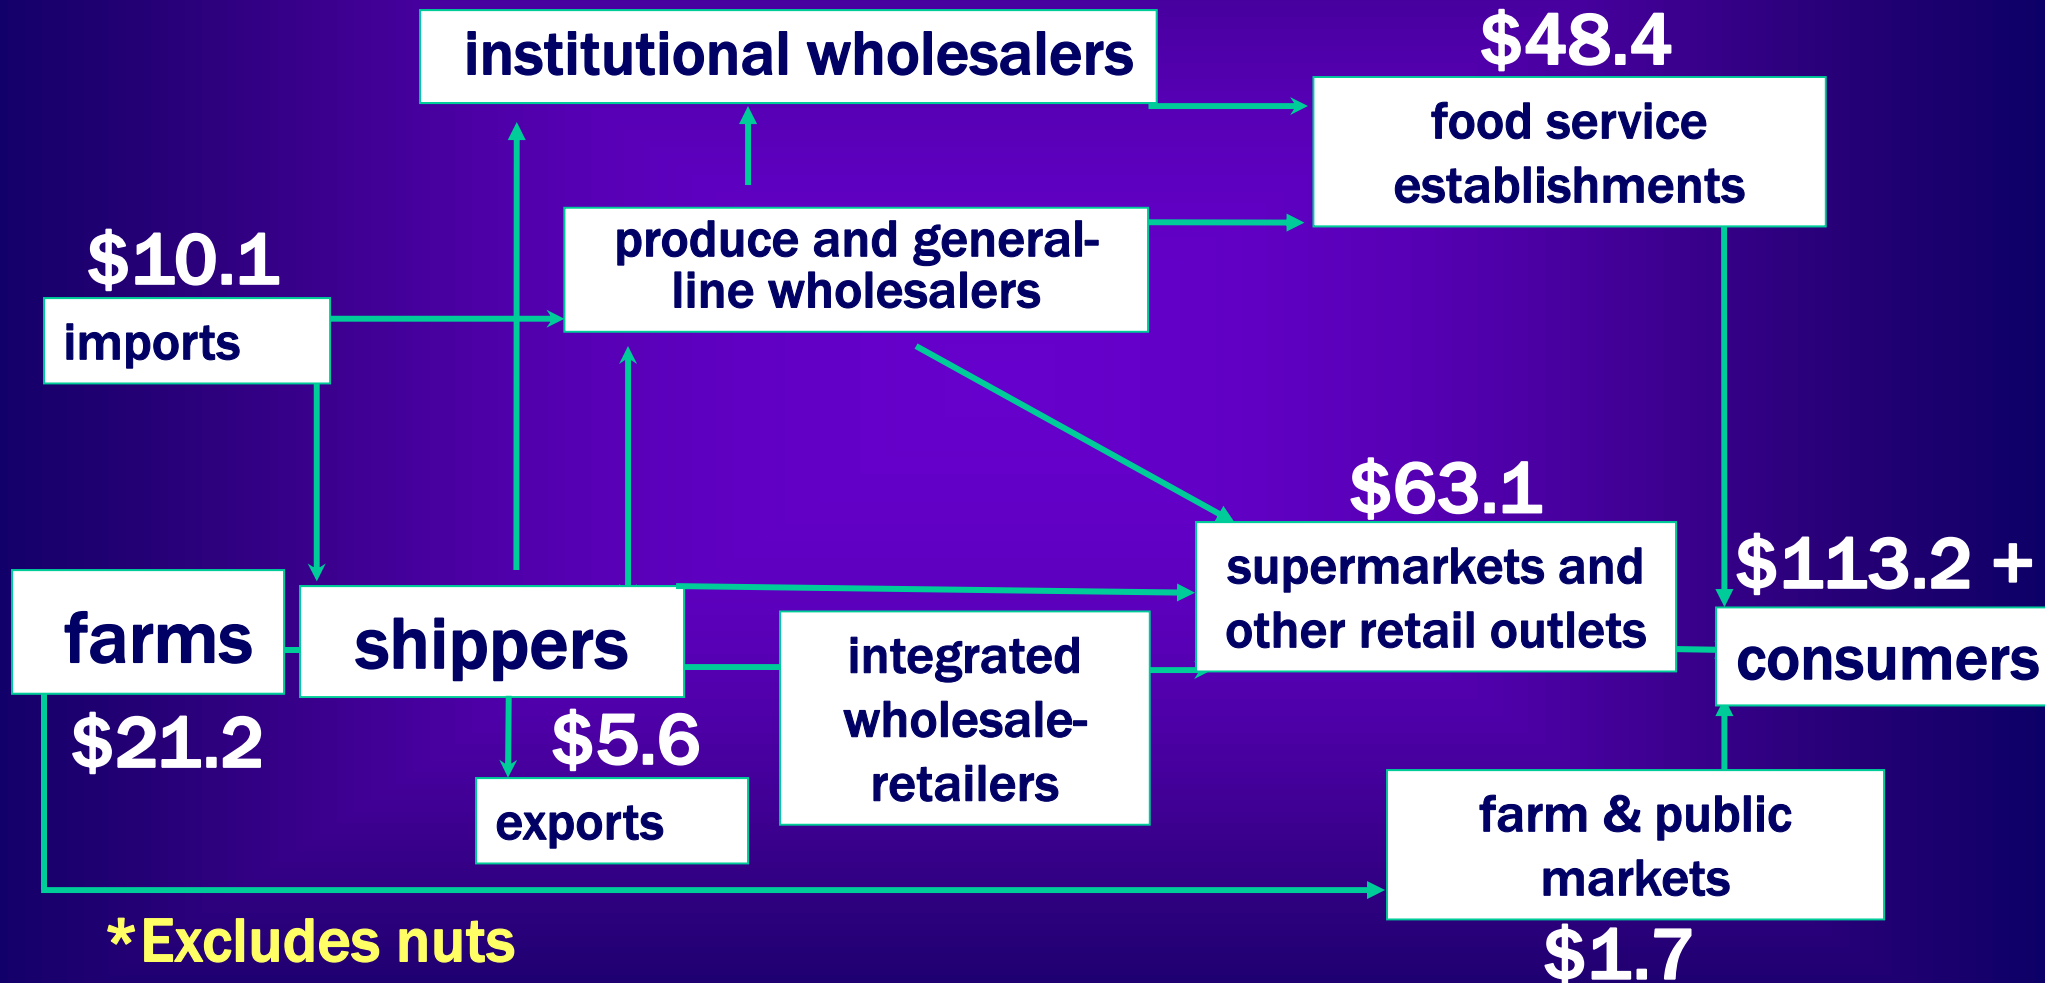 institutional wholesalers
$48.4
food service
establishments
produce and general-
line wholesalers
$10.1
imports
$63.1
supermarkets and
other retail outlets
$113.2 +
consumers
farms
$21.2
shippers
$5.6
exports
integrated
wholesale-
retailers
farm & public
markets
$1.7
*Excludes nuts